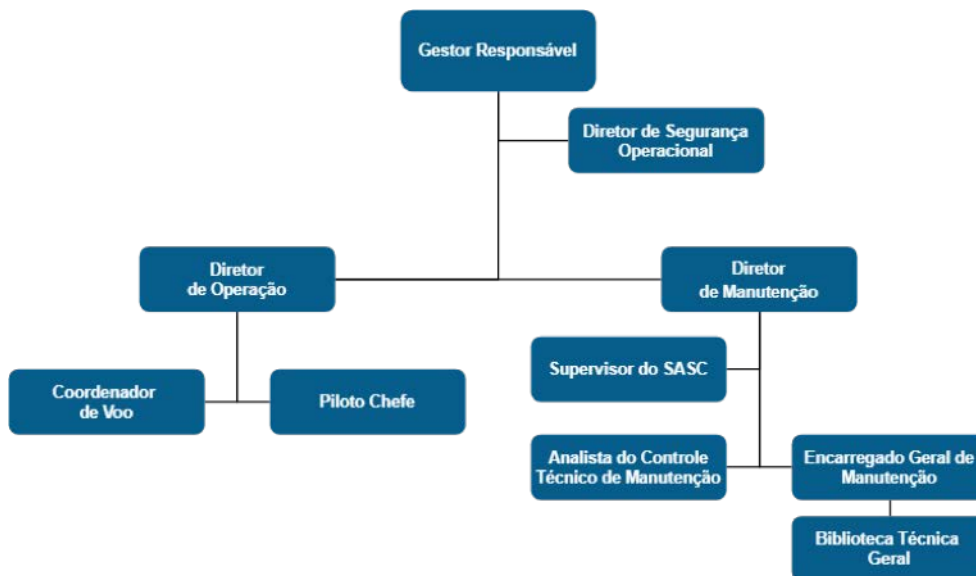 Gestor Responsável
Diretor de Segurança
Operacional
Diretor
de Operação
Diretor
de Manutenção
Coordenador
de Voo
Piloto Chefe
Supervisor do SASC
Analista do Controle
Técnico de Manutenção
Encarregado Geral de
Manutenção
Biblioteca Técnica
Geral